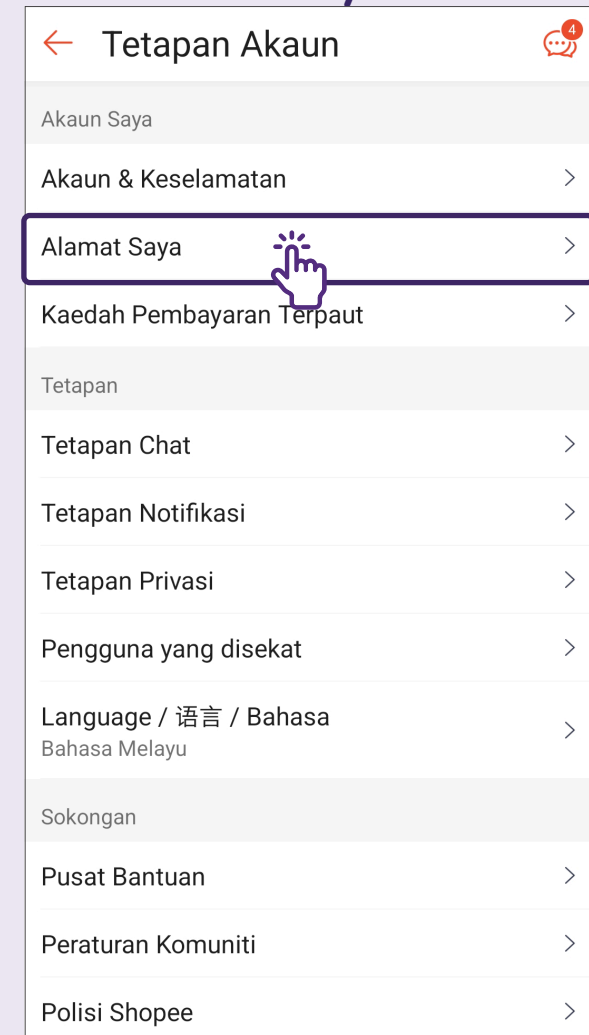 Tetapan Akaun
4
Akaun Saya
Akaun & Keselamatan
Alamat Saya
Kaedah Pembayaran Terpaut
Tetapan
Tetapan Chat
Tetapan Notifikasi
Tetapan Privasi
Pengguna yang disekat
Language / 语言 / Bahasa
Bahasa Melayu
Sokongan
Pusat Bantuan
Peraturan Komuniti
Polisi Shopee